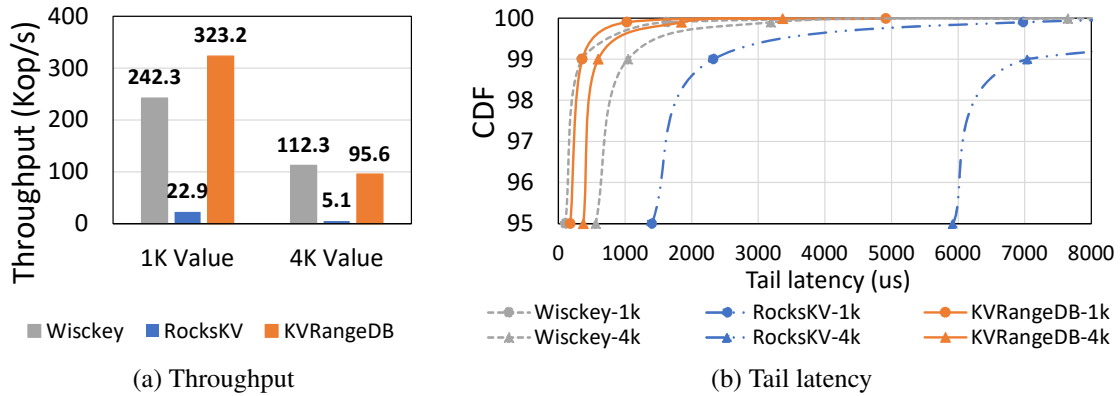 Throughput (Kop/s)
400
300
200
100
0
242.3
22.9
323.2
112.3
5.1
95.6
1K Value
4K Value
Wisckey
RocksKV
KVRangeDB
(a) Throughput
CDF
100
99
98
97
96
95
0 1000 2000 3000 4000 5000 6000 7000 8000
Tail latency (us)
Wisckey-1k RocksKV-1k KVRangeDB-1k
Wisckey-4k RocksKV-4k KVRangeDB-4k
(b) Tail latency